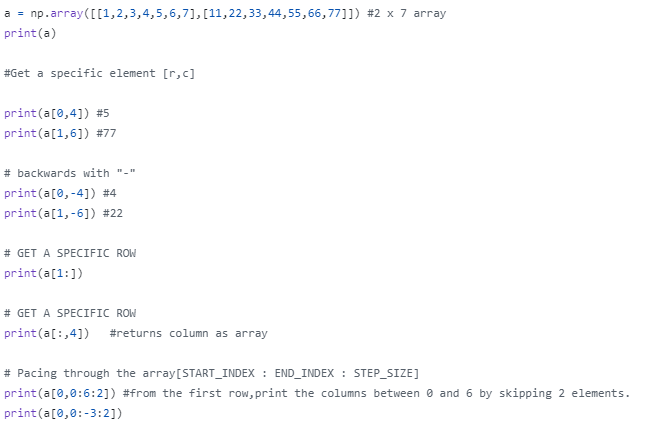 a = np.array([[1,2,3,4,5,6,7],[11,22,33,44,55,66,77]]) #2 x 7 array
print(a)
#Get a specific element [r,c]
print(a[0,4]) #5
print(a[1,6]) #77
# backwards with "-"
print(a[0,-4]) #4
print(a[1,-6]) #22
# GET A SPECIFIC ROW
print(a[1:])
# GET A SPECIFIC ROW
print(a[:,4])   #returns column as array
# Pacing through the array[START_INDEX : END_INDEX : STEP_SIZE]
print(a[0,0:6:2]) #from the first row,print the columns between 0 and 6 by skipping 2 elements.
print(a[0,0:-3:2])